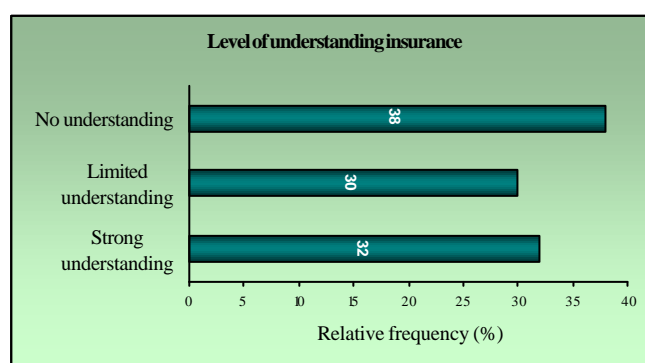 Level of understanding insurance
No understanding
38
Limited
understanding
30
Strong
understanding
32
0 5 10 15 20 25 30 35 40
Relative frequency (%)